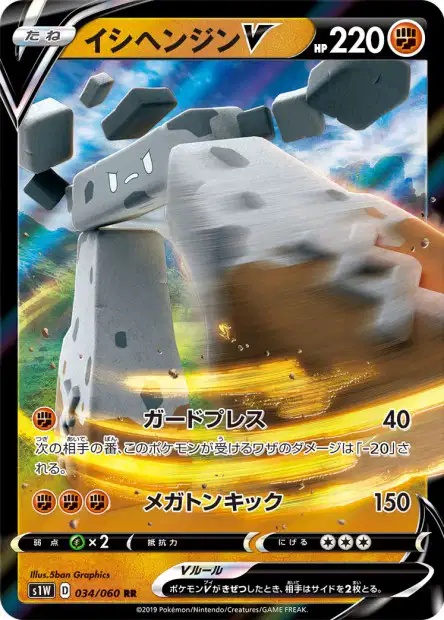 たね イシヘンジンV HP 220
ガードプレス 40
次の相手の番、このポケモンが受けるワザのダメージは「-20」さ
れる。
メガトンキック 150
弱点 ×2 抵抗力 にげる
Illus.5ban Graphics
Vルール
ポケモンVがきぜつしたとき、相手はサイドを2枚とる。
s1W D 034/060 RR
©2019 Pokémon/Nintendo/Creatures/GAME FREAK.